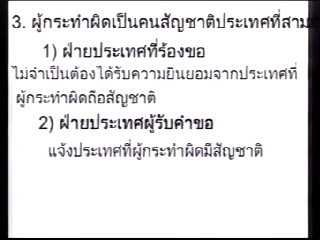 3. ผู้กระทำผิดเป็นคนสัญชาติประเทศที่สาม
1) ฝ่ายประเทศที่ร้องขอ
ไม่จำเป็นต้องได้รับความยินยอมจากประเทศที่
ผู้กระทำผิดถือสัญชาติ
2) ฝ่ายประเทศผู้รับคำขอ
แจ้งประเทศที่ผู้กระทำผิดมีสัญชาติ